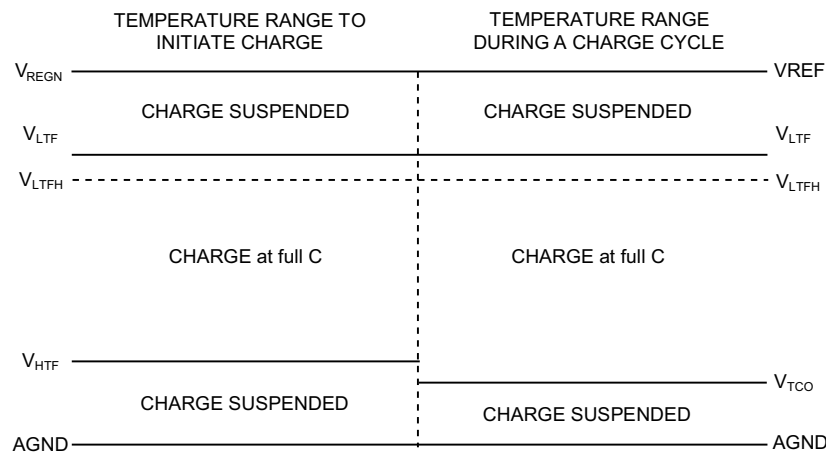 TEMPERATURE RANGE TO
INITIATE CHARGE
TEMPERATURE RANGE
DURING A CHARGE CYCLE
VREGN
VREF
CHARGE SUSPENDED
CHARGE SUSPENDED
VLTF
VLTF
VLTFH
VLTFH
CHARGE at full C
CHARGE at full C
VHTF
VTCO
CHARGE SUSPENDED
CHARGE SUSPENDED
AGND
AGND